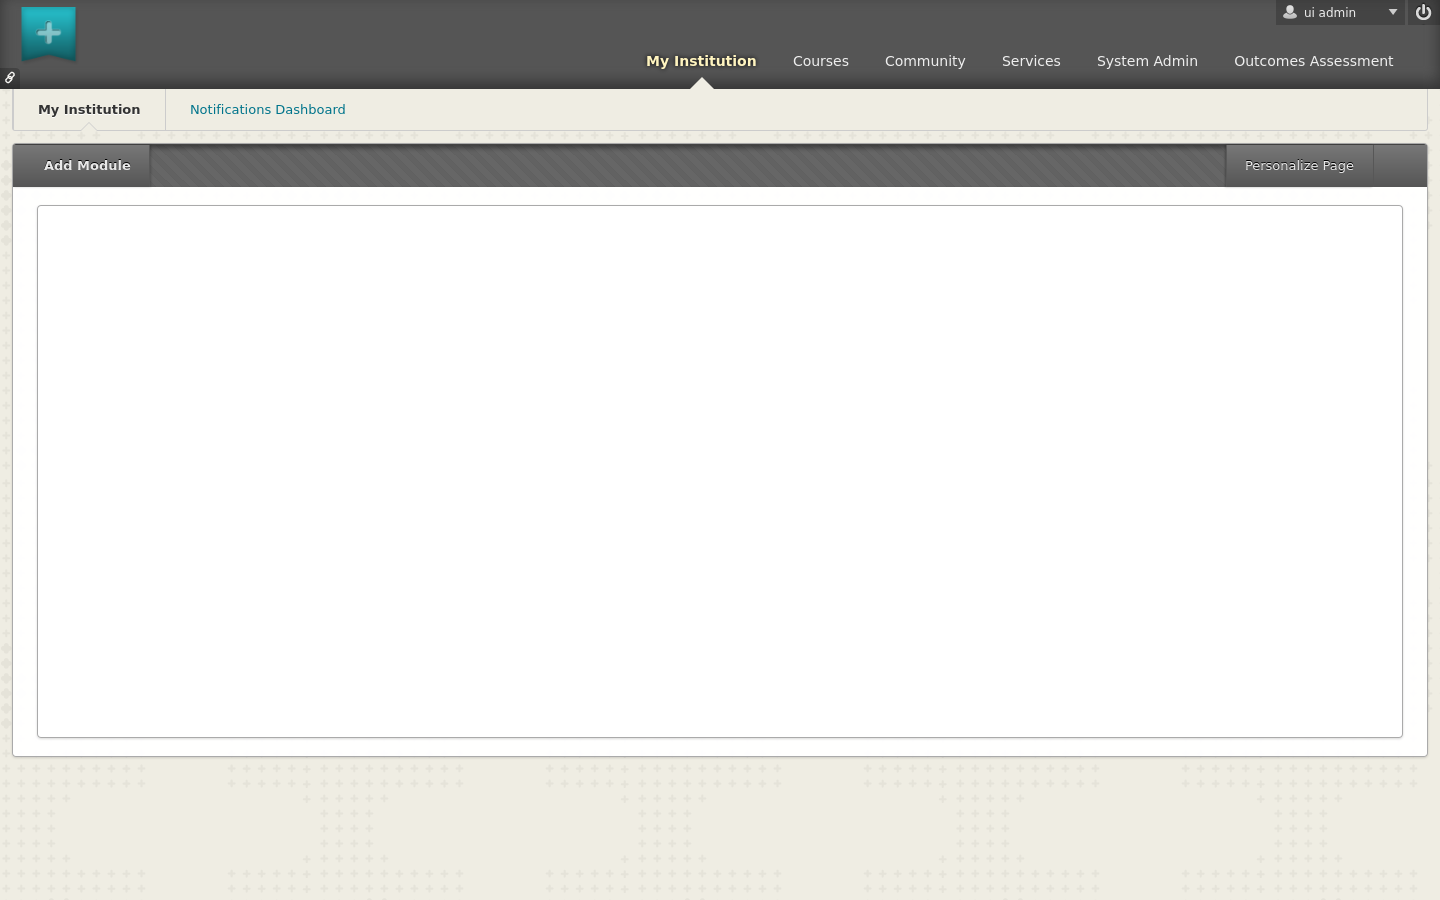 ui admin
My Institution
Courses
Community
Services
System Admin
Outcomes Assessment
My Institution
Notifications Dashboard
Add Module
Personalize Page